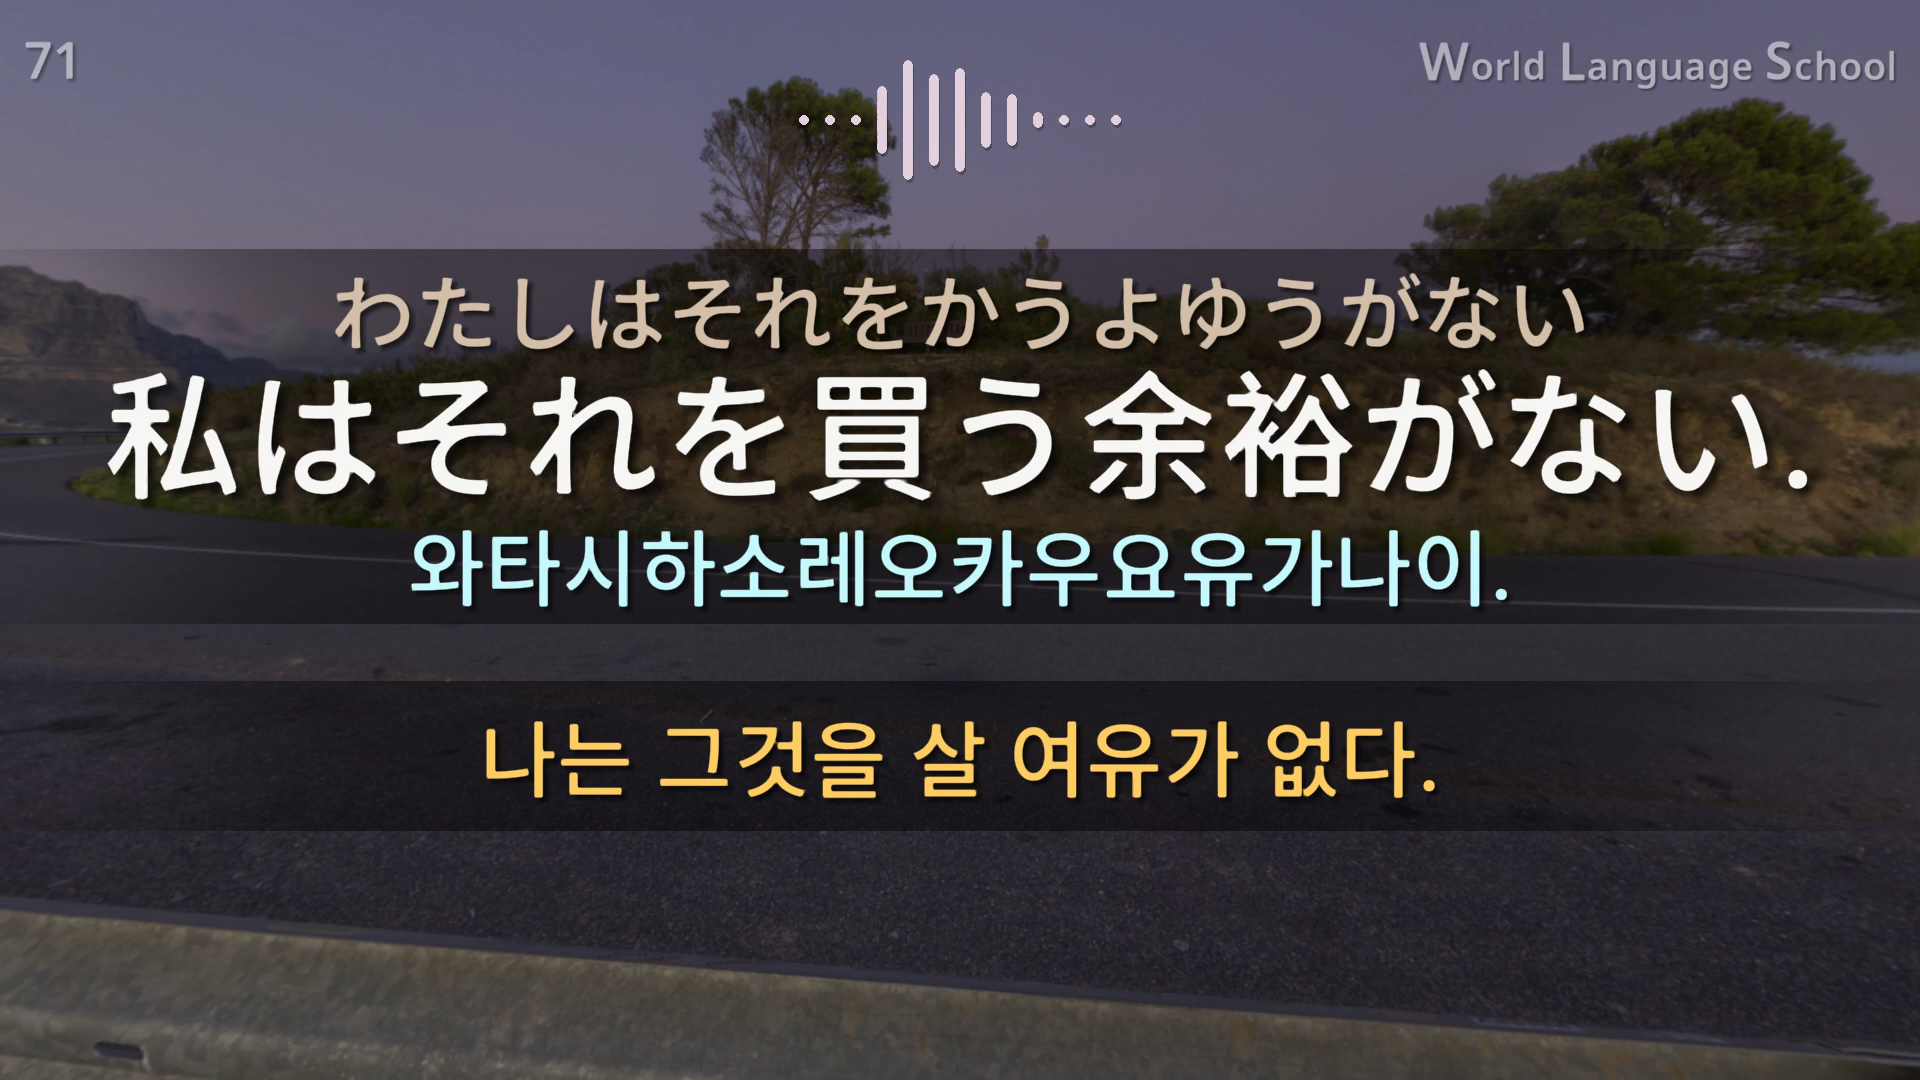 71
World Language School
わたしはそれをかうよゆうがない
私はそれを買う余裕がない.
와타시하소레오카우요유가나이.
나는 그것을 살 여유가 없다.